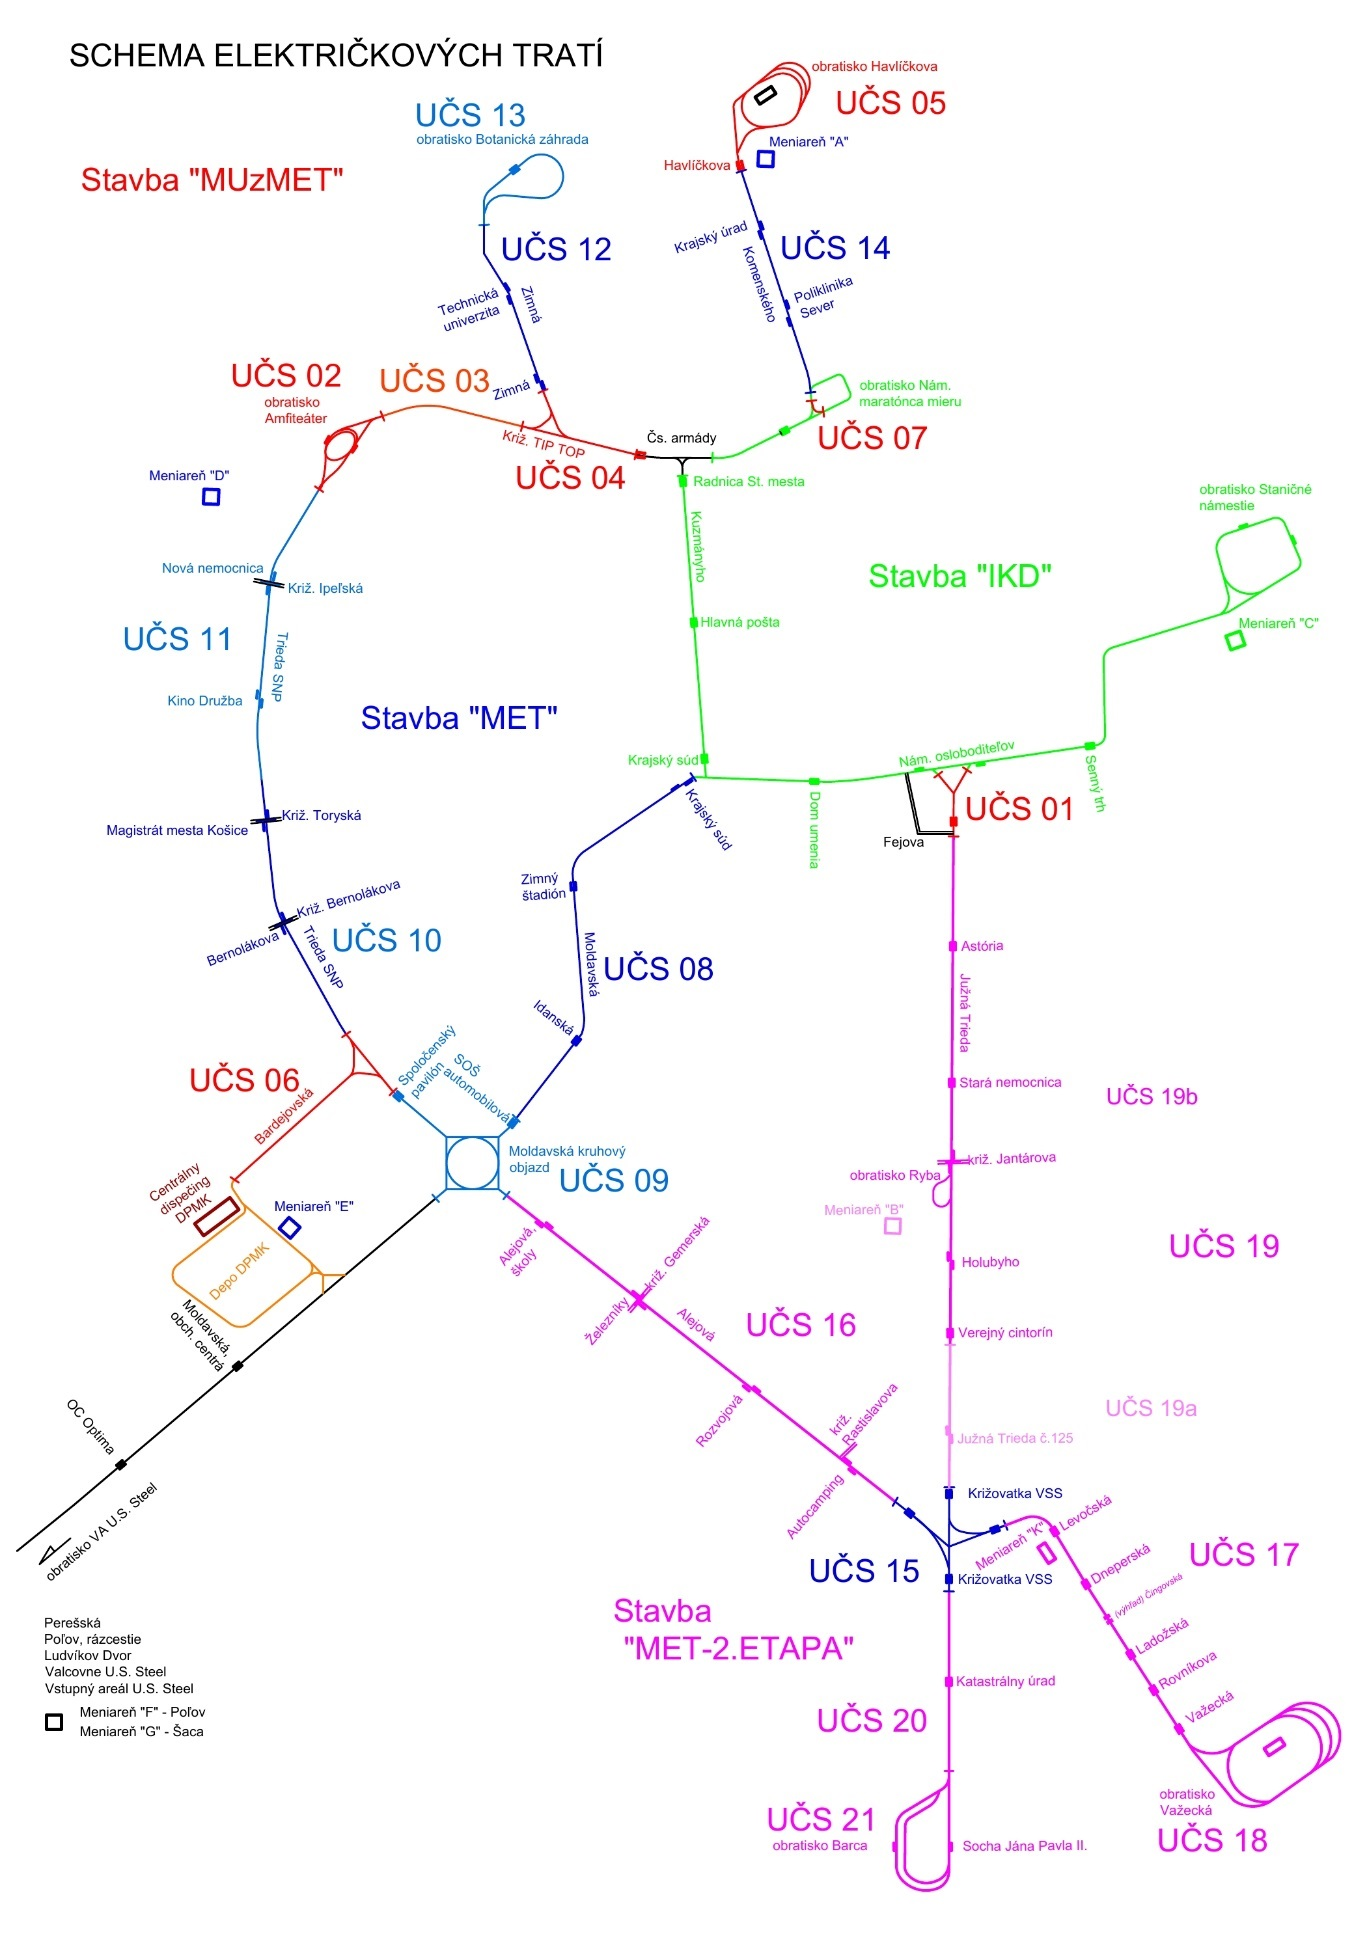 SCHEMA ELEKTRIČKOVÝCH TRATÍ
obratisko Havlíčkova
UČS 05
UČS 13
obratisko Botanická záhrada
Meniareň "A"
Havlíčkova
Stavba "MUzMET"
Krajský úrad
UČS 14
UČS 12
Komenského
Technická
univerzita
Zimná
Poliklinika
Sever
UČS 02
UČS 03
Zimná
obratisko
Amfiteáter
obratisko Nám.
maratónca mieru
Križ. TIP TOP
Čs. armády
UČS 07
Meniareň "D"
UČS 04
Radnica St. mesta
obratisko Staničné
námestie
Kuzmányho
Nová nemocnica
Križ. Ipeľská
Stavba "IKD"
UČS 11
Trieda SNP
Hlavná pošta
Meniareň "C"
Kino Družba
Stavba "MET"
Krajský súd
Nám. osloboditeľov
Senný trh
Krajský súd
Dom umenia
UČS 01
Fejova
Križ. Toryská
Magistrát mesta Košice
Zimný
štadión
Križ. Bernolákova
Bernolákova
Trieda SNP
UČS 10
Moldavská
UČS 08
Astória
Južná Trieda
Idanská
UČS 06
Spoločenský
pavilón
SOŠ
automobilová
Stará nemocnica
UČS 19b
Bardejovská
Moldavská kruhový
objazd
UČS 09
križ. Jantárova
obratisko Ryba
Meniareň "B"
Centrálny
dispečing
DPMK
Meniareň "E"
Depo DPMK
Alejová,
školy
križ. Gemerská
Železníky
Alejová
UČS 16
Holubyho
UČS 19
Verejný cintorín
Moldavská,
obch. centrá
Rozvojová
križ.
Rastislavova
UČS 19a
Južná Trieda č.125
OC Optima
Autocamping
Križovatka VSS
obratisko VA U.S. Steel
Meniareň "K"
Levočská
UČS 15
Križovatka VSS
Dneperská
UČS 17
(výhľad) Čingovská
Stavba
"MET-2.ETAPA"
Ladožská
Rovníkova
Važecká
Perešská
Poľov, rázcestie
Ludvíkov Dvor
Valcovne U.S. Steel
Vstupný areál U.S. Steel
Meniareň "F" - Poľov
Meniareň "G" - Šaca
Katastrálny úrad
UČS 20
obratisko
Važecká
UČS 18
UČS 21
obratisko Barca
Socha Jána Pavla II.